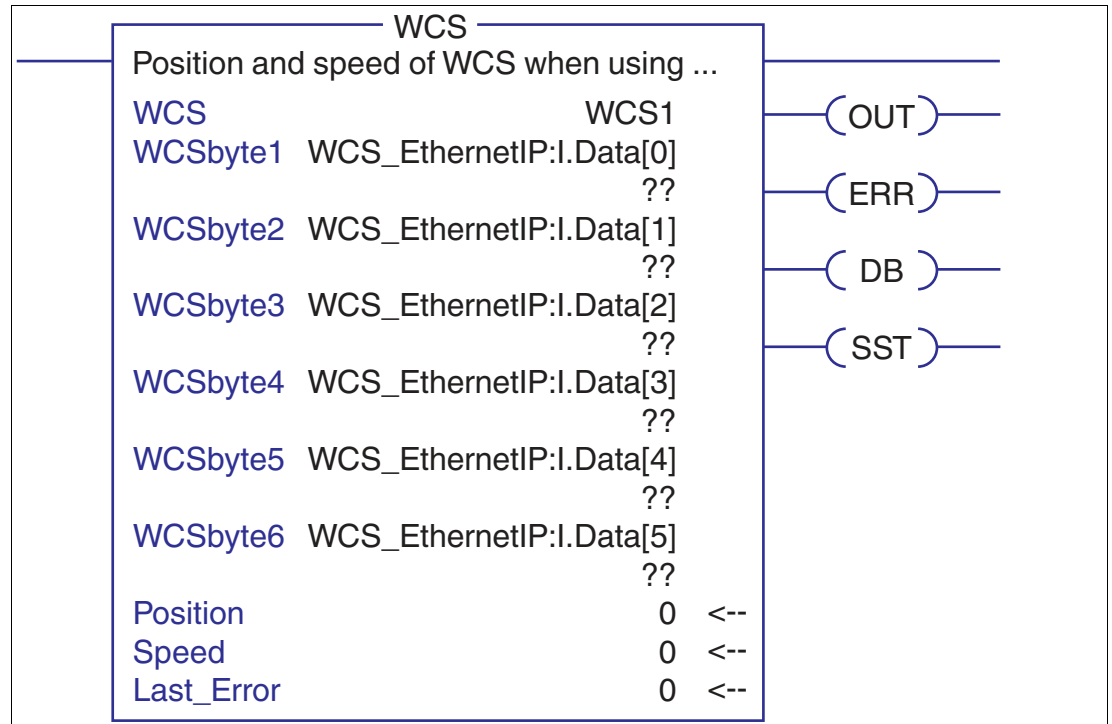 WCS
Position and speed of WCS when using ...
WCS WCS1
OUT
WCSbyte1 WCS_EthernetIP:I.Data[0]
??
ERR
WCSbyte2 WCS_EthernetIP:I.Data[1]
??
DB
WCSbyte3 WCS_EthernetIP:I.Data[2]
??
SST
WCSbyte4 WCS_EthernetIP:I.Data[3]
??
WCSbyte5 WCS_EthernetIP:I.Data[4]
??
WCSbyte6 WCS_EthernetIP:I.Data[5]
??
Position 0 <--
Speed 0 <--
Last_Error 0 <--